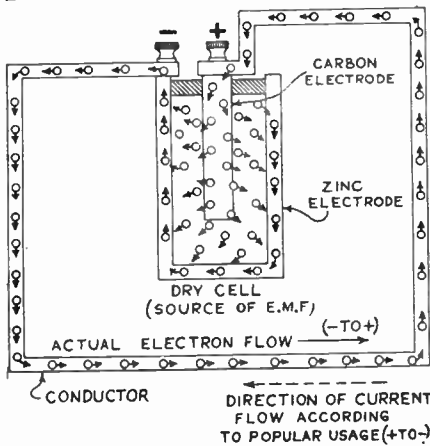 − +
CARBON
ELECTRODE
ZINC
ELECTRODE
DRY CELL
(SOURCE OF E.M.F)
ACTUAL ELECTRON FLOW (−TO+)
CONDUCTOR
DIRECTION OF CURRENT
FLOW ACCORDING
TO POPULAR USAGE (+TO−)